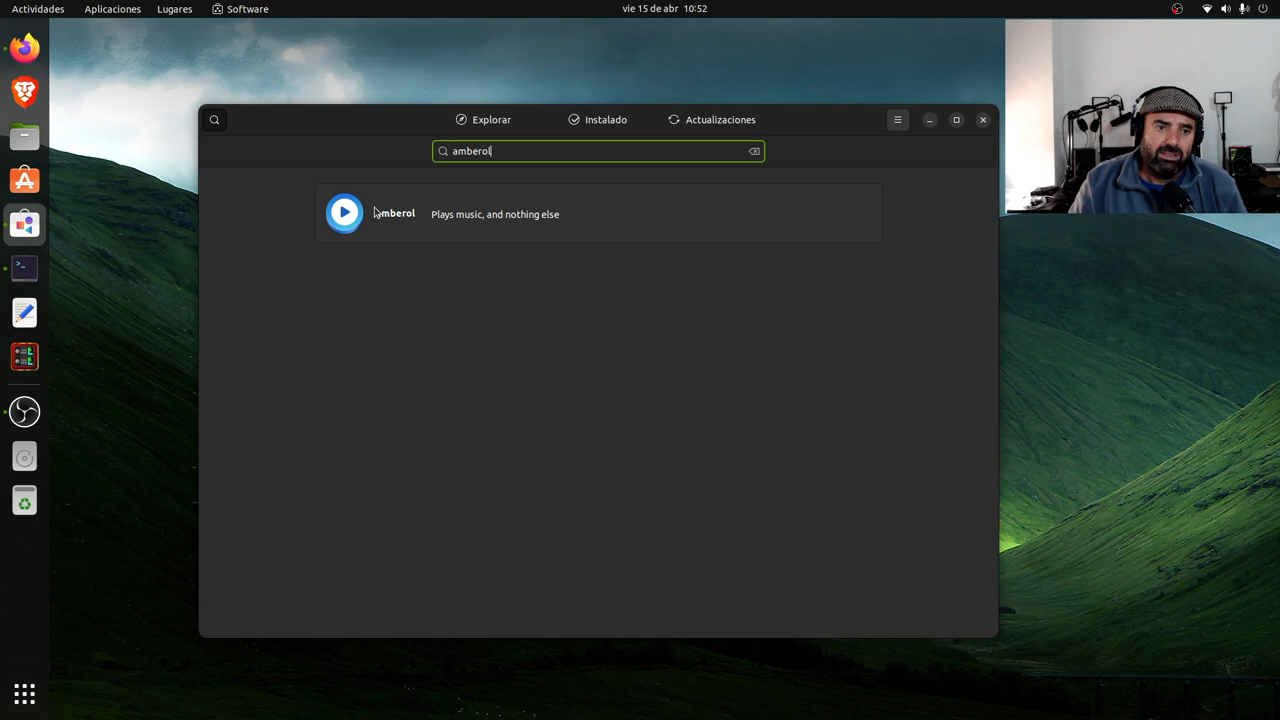 Actividades Aplicaciones Lugares Software vie 15 de abr 10:52
Explorar Instalado Actualizaciones
amberol
Amberol Plays music, and nothing else